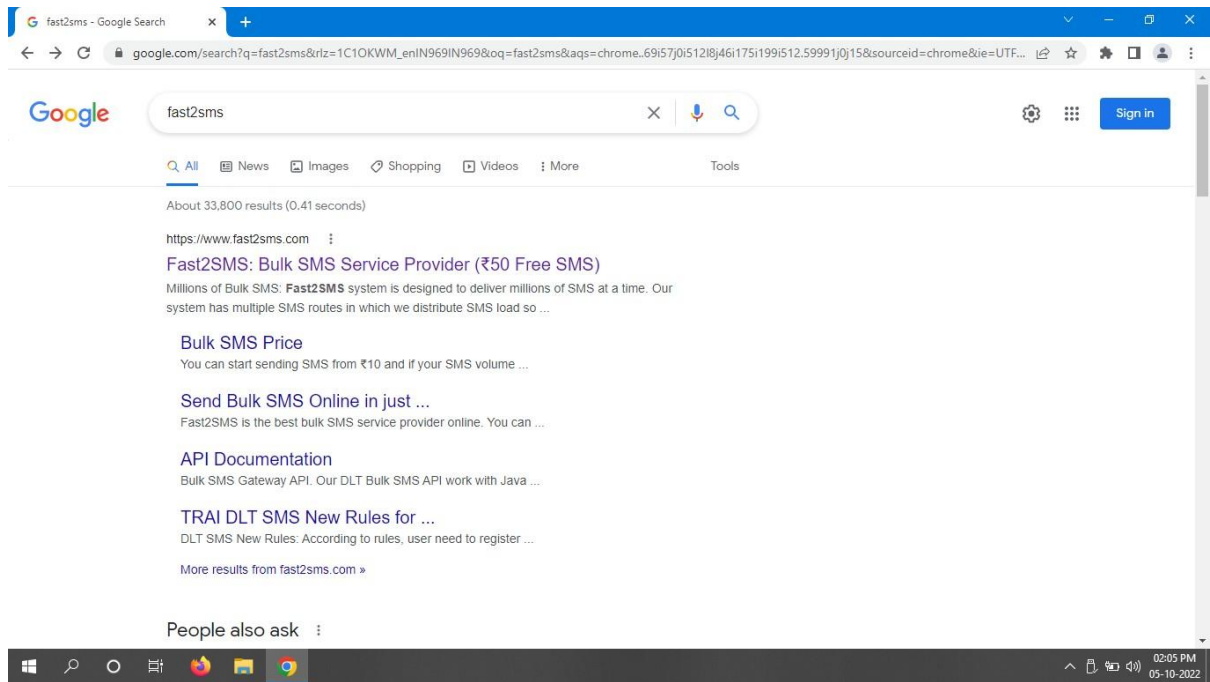 fast2sms - Google Search
google.com/search?q=fast2sms&rlz=1C1OKWM_enIN969IN969&oq=fast2sms&aqs=chrome..69i57j0i512l8j46i175i199i512.59991j0j15&sourceid=chrome&ie=UTF...
Google
fast2sms
Sign in
All News Images Shopping Videos More Tools
About 33,800 results (0.41 seconds)
https://www.fast2sms.com
Fast2SMS: Bulk SMS Service Provider (₹50 Free SMS)
Millions of Bulk SMS: Fast2SMS system is designed to deliver millions of SMS at a time. Our
system has multiple SMS routes in which we distribute SMS load so ...
Bulk SMS Price
You can start sending SMS from ₹10 and if your SMS volume ...
Send Bulk SMS Online in just ...
Fast2SMS is the best bulk SMS service provider online. You can ...
API Documentation
Bulk SMS Gateway API. Our DLT Bulk SMS API work with Java ...
TRAI DLT SMS New Rules for ...
DLT SMS New Rules: According to rules, user need to register ...
More results from fast2sms.com »
People also ask
02:05 PM
05-10-2022